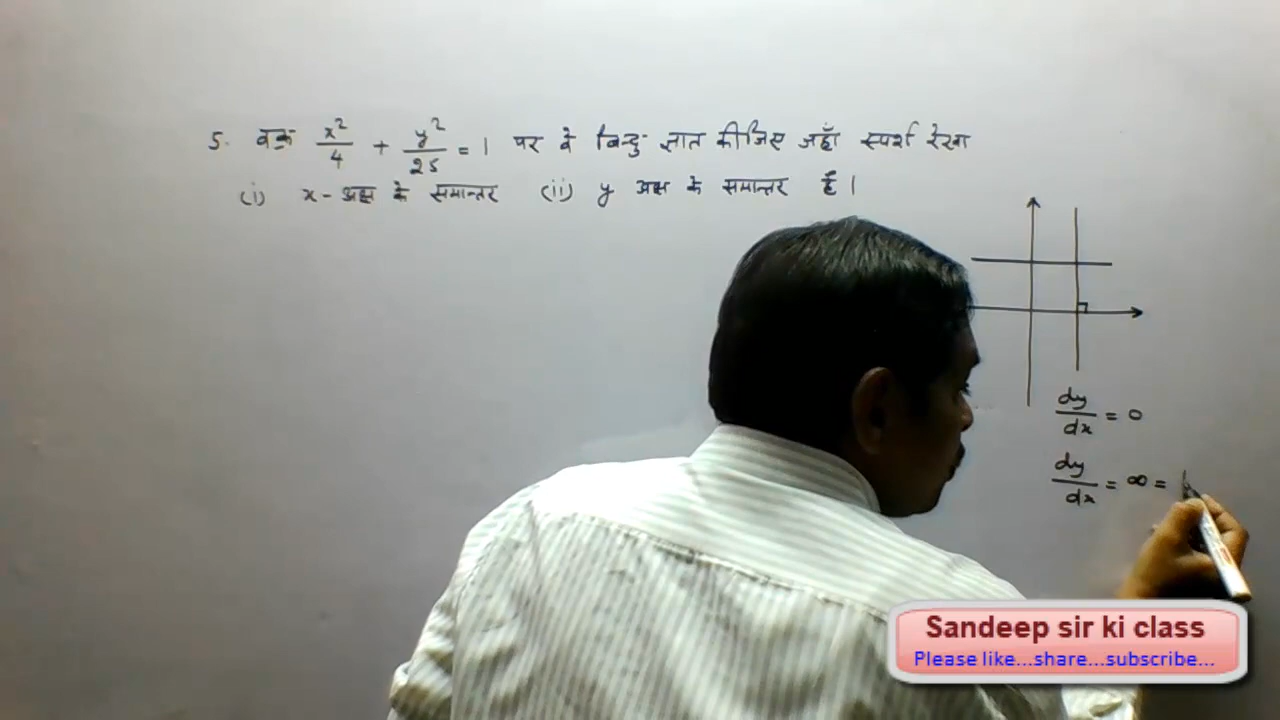 5. वक्र x²/4 + y²/25 = 1 पर वे बिन्दु ज्ञात कीजिए जहाँ स्पर्श रेखा
(i) x-अक्ष के समान्तर (ii) y अक्ष के समान्तर है।
dy/dx = 0
dy/dx = ∞ =
Sandeep sir ki class
Please like...share...subscribe...